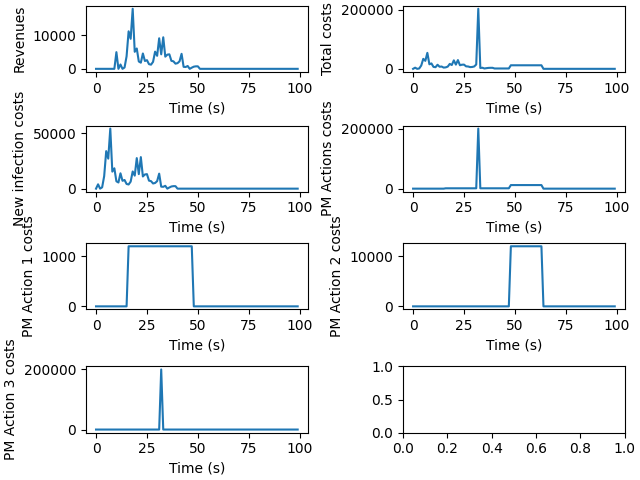 Revenues
10000
0
0 25 50 75 100
Time (s)
Total costs
200000
0
0 25 50 75 100
Time (s)
New infection costs
50000
0
0 25 50 75 100
Time (s)
PM Actions costs
200000
0
0 25 50 75 100
Time (s)
PM Action 1 costs
1000
0
0 25 50 75 100
Time (s)
PM Action 2 costs
10000
0
0 25 50 75 100
Time (s)
PM Action 3 costs
200000
0
0 25 50 75 100
Time (s)
1.0
0.5
0.0
0.0 0.2 0.4 0.6 0.8 1.0